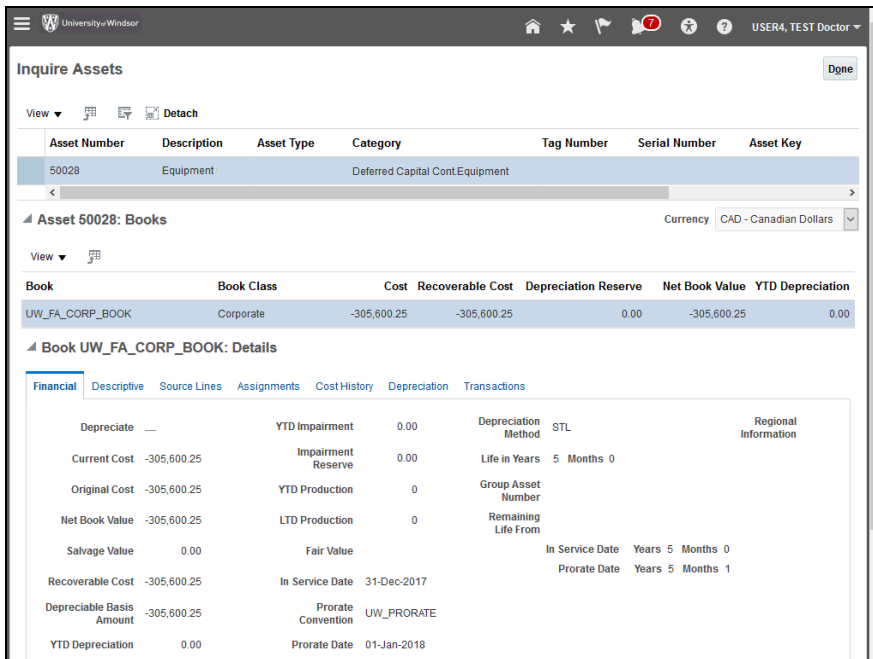 University of Windsor
7
USER4, TEST Doctor
Inquire Assets
Done
View
Detach
Asset Number Description Asset Type Category Tag Number Serial Number Asset Key
50028 Equipment Deferred Capital Cont.Equipment
Asset 50028: Books
Currency CAD - Canadian Dollars
View
Book Book Class Cost Recoverable Cost Depreciation Reserve Net Book Value YTD Depreciation
UW_FA_CORP_BOOK Corporate -305,600.25 -305,600.25 0.00 -305,600.25 0.00
Book UW_FA_CORP_BOOK: Details
Financial Descriptive Source Lines Assignments Cost History Depreciation Transactions
Depreciate __ YTD Impairment 0.00 Depreciation Method STL Regional Information
Current Cost -305,600.25 Impairment Reserve 0.00 Life in Years 5 Months 0
Original Cost -305,600.25 YTD Production 0 Group Asset Number
Net Book Value -305,600.25 LTD Production 0 Remaining Life From
Salvage Value 0.00 Fair Value In Service Date Years 5 Months 0
Prorate Date Years 5 Months 1
Recoverable Cost -305,600.25 In Service Date 31-Dec-2017
Depreciable Basis Amount -305,600.25 Prorate Convention UW_PRORATE
YTD Depreciation 0.00 Prorate Date 01-Jan-2018